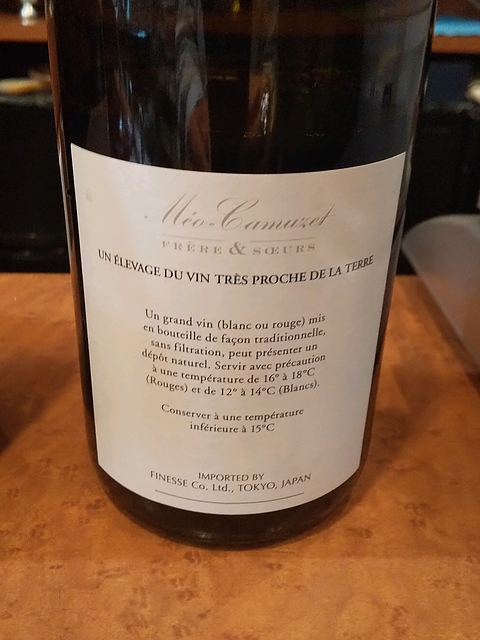 Méo-Camuzet
FRÈRE & SŒURS
UN ÉLEVAGE DU VIN TRÈS PROCHE DE LA TERRE
Un grand vin (blanc ou rouge) mis
en bouteille de façon traditionnelle,
sans filtration, peut présenter un
dépôt naturel. Servir avec précaution
à une température de 16° à 18°C
(Rouges) et de 12° à 14°C (Blancs).
Conserver à une température
inférieure à 15°C
IMPORTED BY
FINESSE Co. Ltd., TOKYO, JAPAN